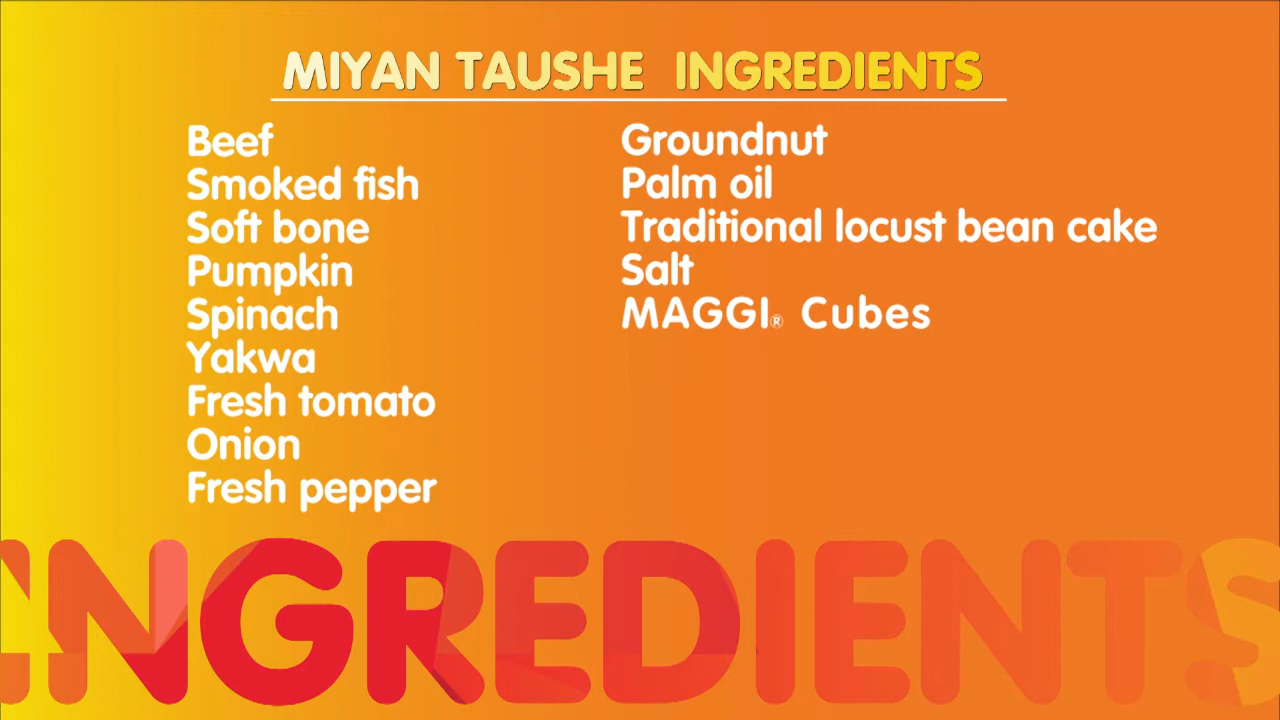 MIYAN TAUSHE INGREDIENTS
Beef
Smoked fish
Soft bone
Pumpkin
Spinach
Yakwa
Fresh tomato
Onion
Fresh pepper
Groundnut
Palm oil
Traditional locust bean cake
Salt
MAGGI® Cubes
INGREDIENTS